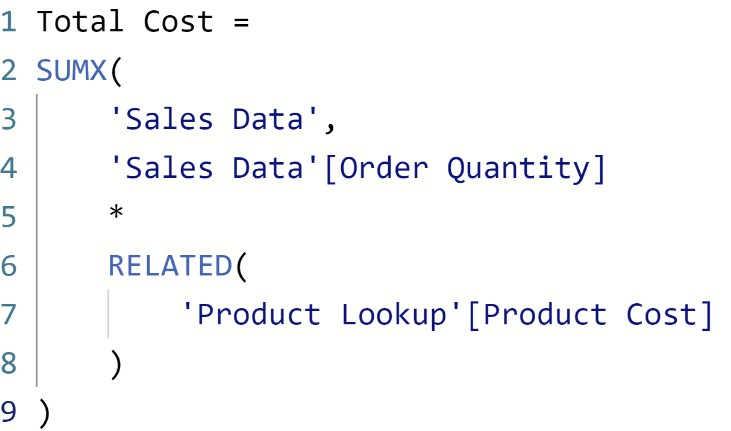 1 Total Cost =
2 SUMX(
3     'Sales Data',
4     'Sales Data'[Order Quantity]
5     *
6     RELATED(
7         'Product Lookup'[Product Cost]
8     )
9 )